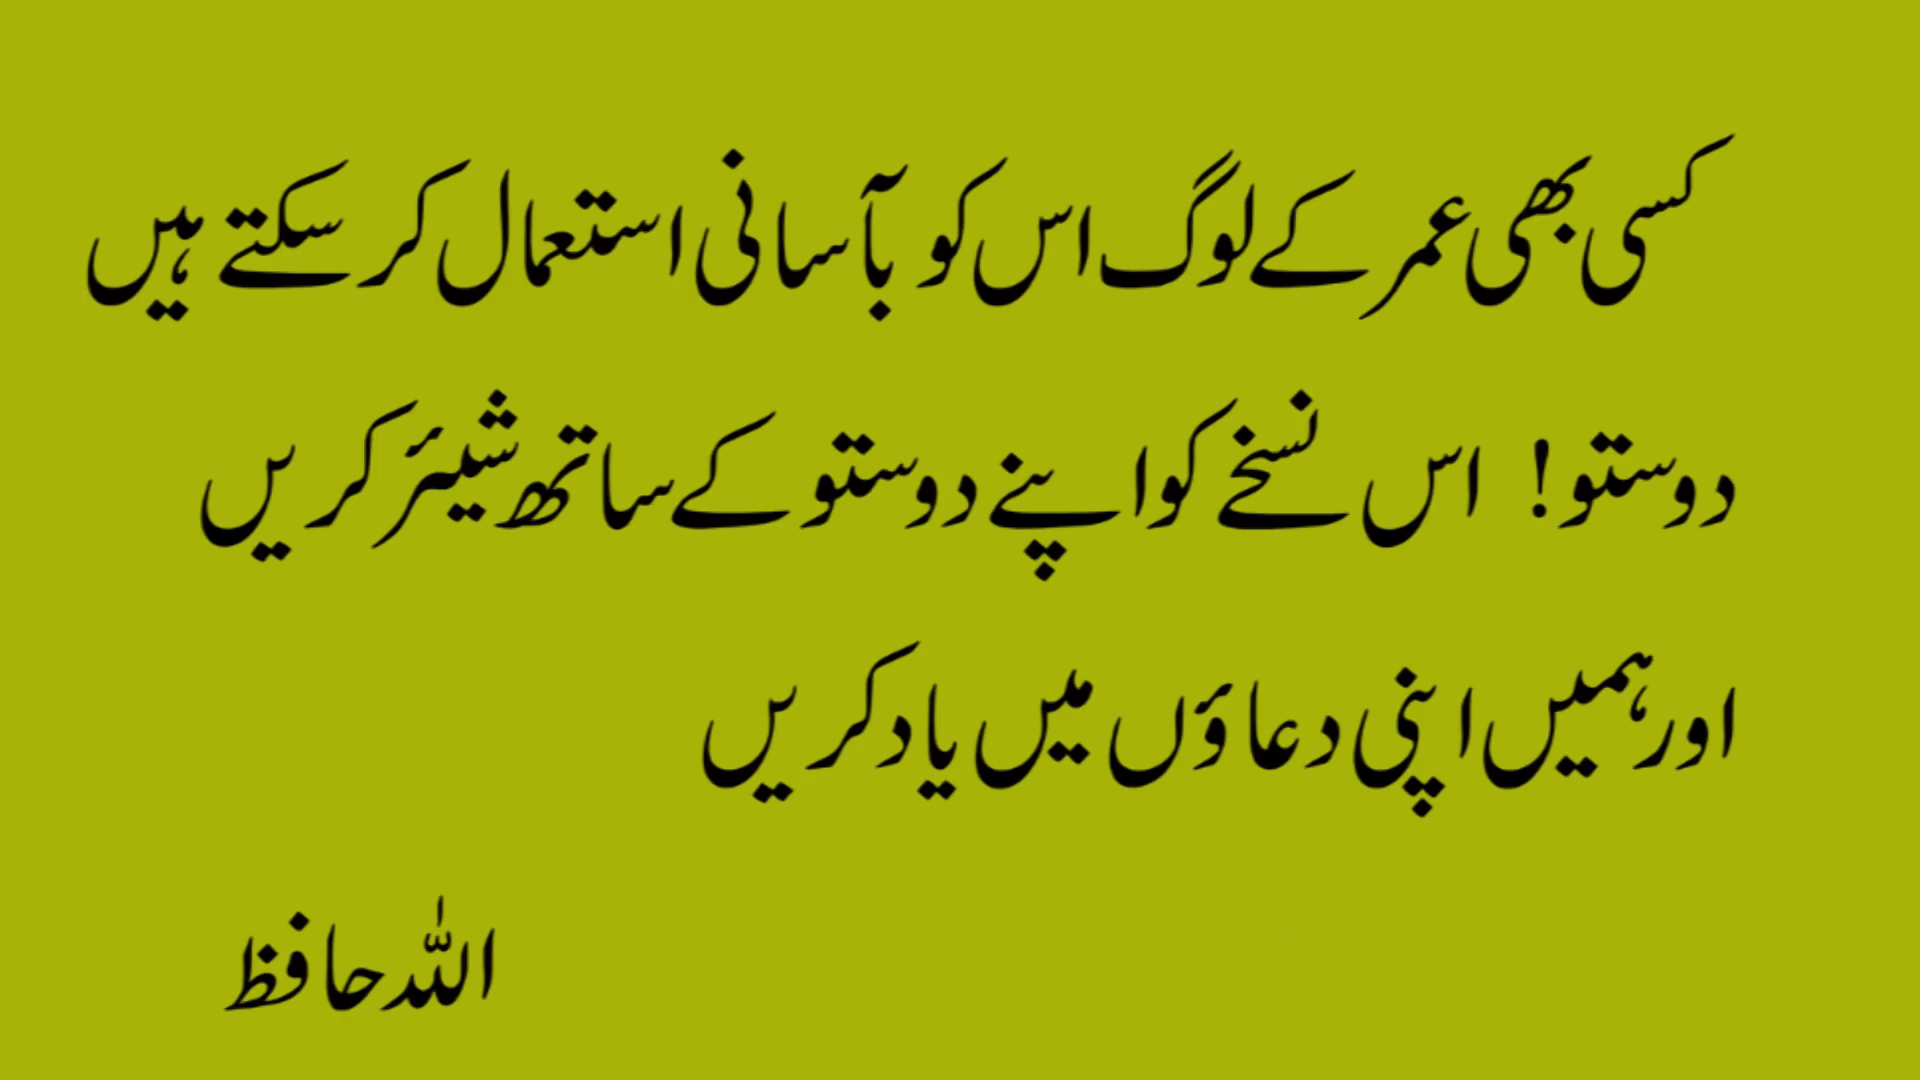 کسی بھی عمر کے لوگ اس کو بآسانی استعمال کر سکتے ہیں
دوستو! اس نسخے کو اپنے دوستو کے ساتھ شیئر کریں
اور ہمیں اپنی دعاؤں میں یاد کریں
اللہ حافظ